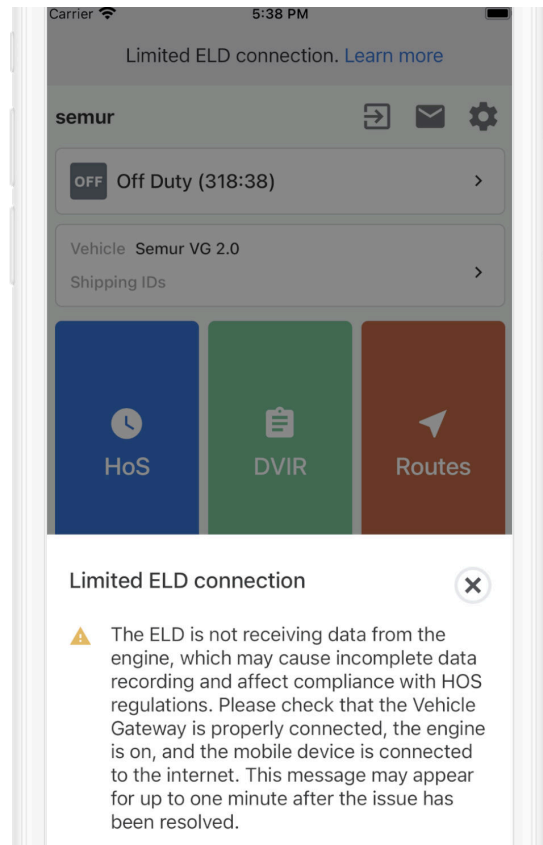 Carrier 5:38 PM
Limited ELD connection. Learn more
semur
OFF Off Duty (318:38)
Vehicle Semur VG 2.0
Shipping IDs
HoS DVIR Routes
Limited ELD connection
The ELD is not receiving data from the
engine, which may cause incomplete data
recording and affect compliance with HOS
regulations. Please check that the Vehicle
Gateway is properly connected, the engine
is on, and the mobile device is connected
to the internet. This message may appear
for up to one minute after the issue has
been resolved.